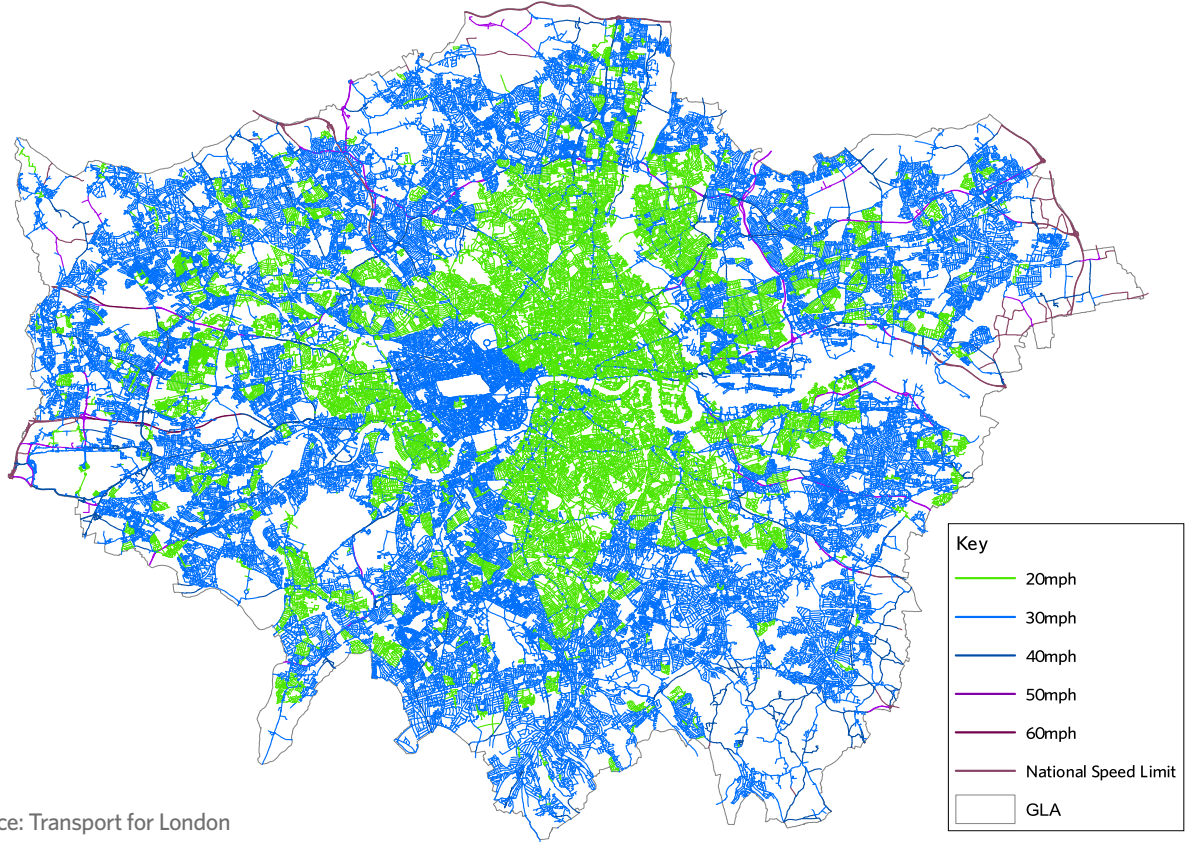 Key
20mph
30mph
40mph
50mph
60mph
National Speed Limit
GLA
ce: Transport for London